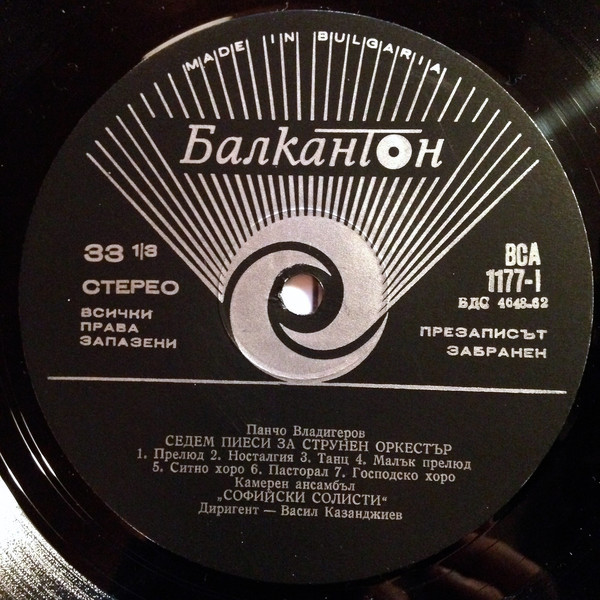 MADE IN BULGARIA
Балкантон
33 1/3
СТЕРЕО
ВСИЧКИ
ПРАВА
ЗАПАЗЕНИ
ВСА
1177-I
БДС 4648-62
ПРЕЗАПИСЪТ
ЗАБРАНЕН
Панчо Владигеров
СЕДЕМ ПИЕСИ ЗА СТРУНЕН ОРКЕСТЪР
1. Прелюд 2. Носталгия 3. Танц 4. Малък прелюд
5. Ситно хоро 6. Пасторал 7. Господско хоро
Камерен ансамбъл
„СОФИЙСКИ СОЛИСТИ“
Диригент — Васил Казанджиев